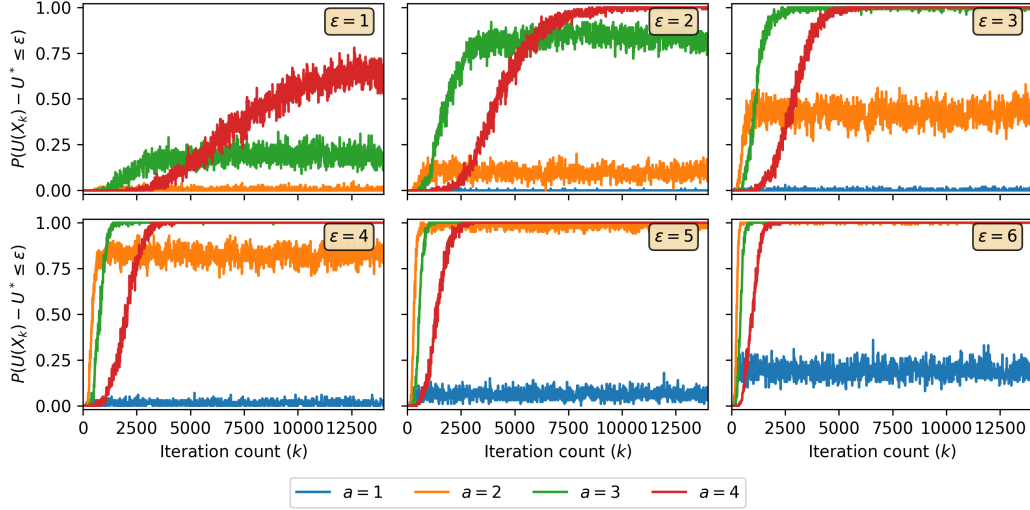 1.00
0.75
0.50
0.25
0.00
P(U(X_k) − U* ≤ ε)
ε = 1
ε = 2
ε = 3
1.00
0.75
0.50
0.25
0.00
P(U(X_k) − U* ≤ ε)
ε = 4
ε = 5
ε = 6
0 2500 5000 7500 10000 12500
0 2500 5000 7500 10000 12500
0 2500 5000 7500 10000 12500
Iteration count (k)
Iteration count (k)
Iteration count (k)
a = 1 a = 2 a = 3 a = 4